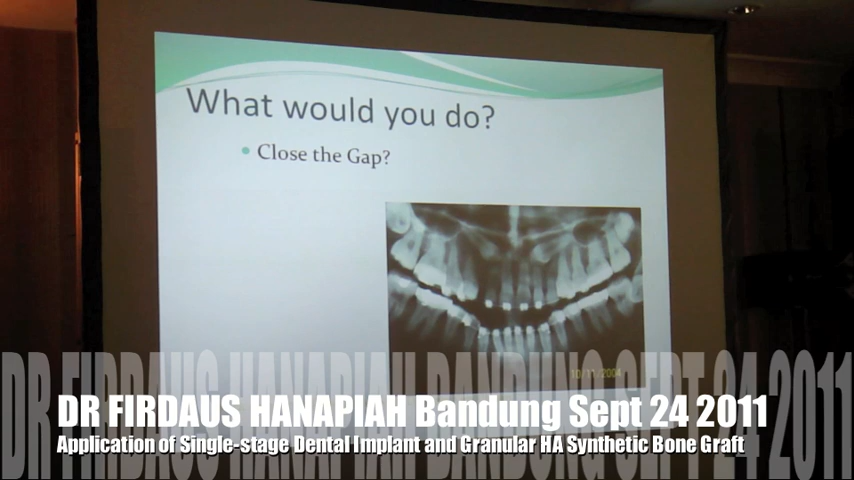 What would you do?
• Close the Gap?
10/11/2004
DR FIRDAUS HANAPIAH Bandung Sept 24 2011
Application of Single-stage Dental Implant and Granular HA Synthetic Bone Graft
DR FIRDAUS HANAPIAH BANDUNG SEPT 24 2011